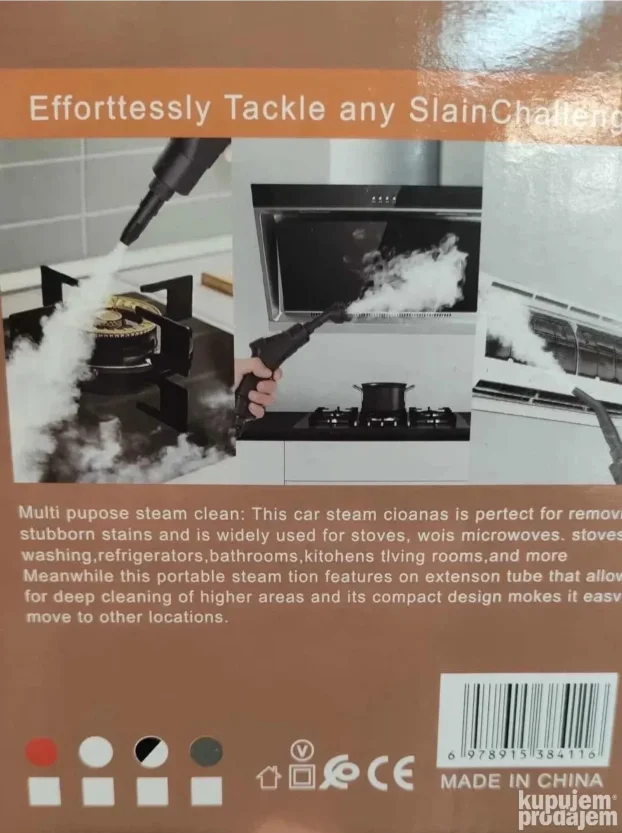 Efforttessly Tackle any SlainChalleng
Multi pupose steam clean: This car steam cioanas is pertect for removi
stubborn stains and is widely used for stoves, wois microwoves. stoves
washing,refrigerators,bathrooms,kitohens tlving rooms,and more
Meanwhile this portable steam tion features on extenson tube that allow
for deep cleaning of higher areas and its compact design makes it easv
move to other locations.
V
CE
6 978915 384116
MADE IN CHINA
kupujem
prodajem